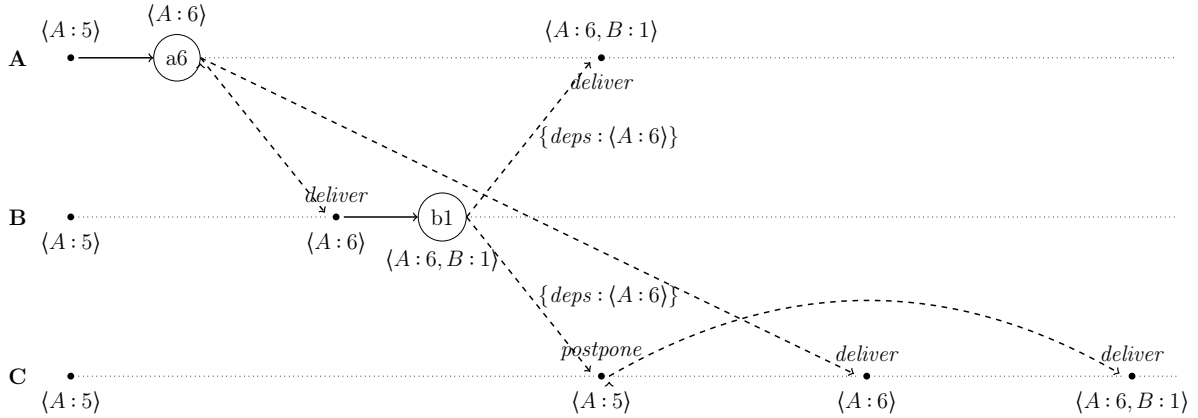 ⟨A : 6⟩
⟨A : 5⟩
⟨A : 6, B : 1⟩
A
a6
deliver
{deps : ⟨A : 6⟩}
deliver
B
b1
⟨A : 5⟩
⟨A : 6⟩
⟨A : 6, B : 1⟩
{deps : ⟨A : 6⟩}
postpone
deliver
deliver
C
⟨A : 5⟩
⟨A : 5⟩
⟨A : 6⟩
⟨A : 6, B : 1⟩